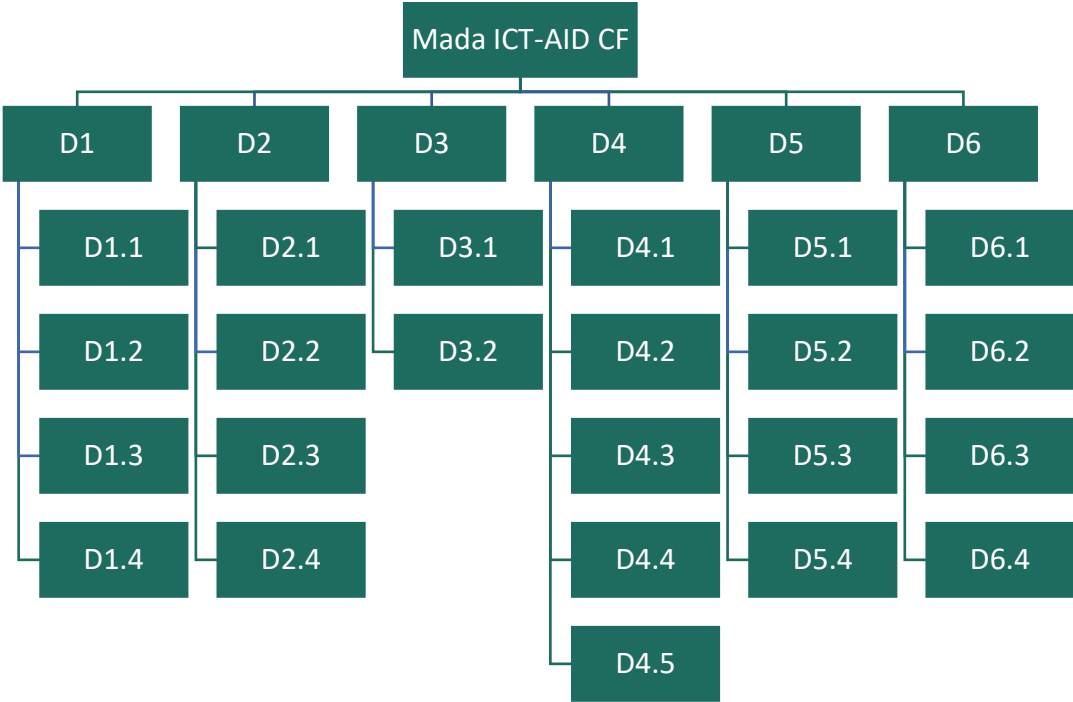 Mada ICT-AID CF
D1
D2
D3
D4
D5
D6
D1.1
D2.1
D3.1
D4.1
D5.1
D6.1
D1.2
D2.2
D3.2
D4.2
D5.2
D6.2
D1.3
D2.3
D4.3
D5.3
D6.3
D1.4
D2.4
D4.4
D5.4
D6.4
D4.5